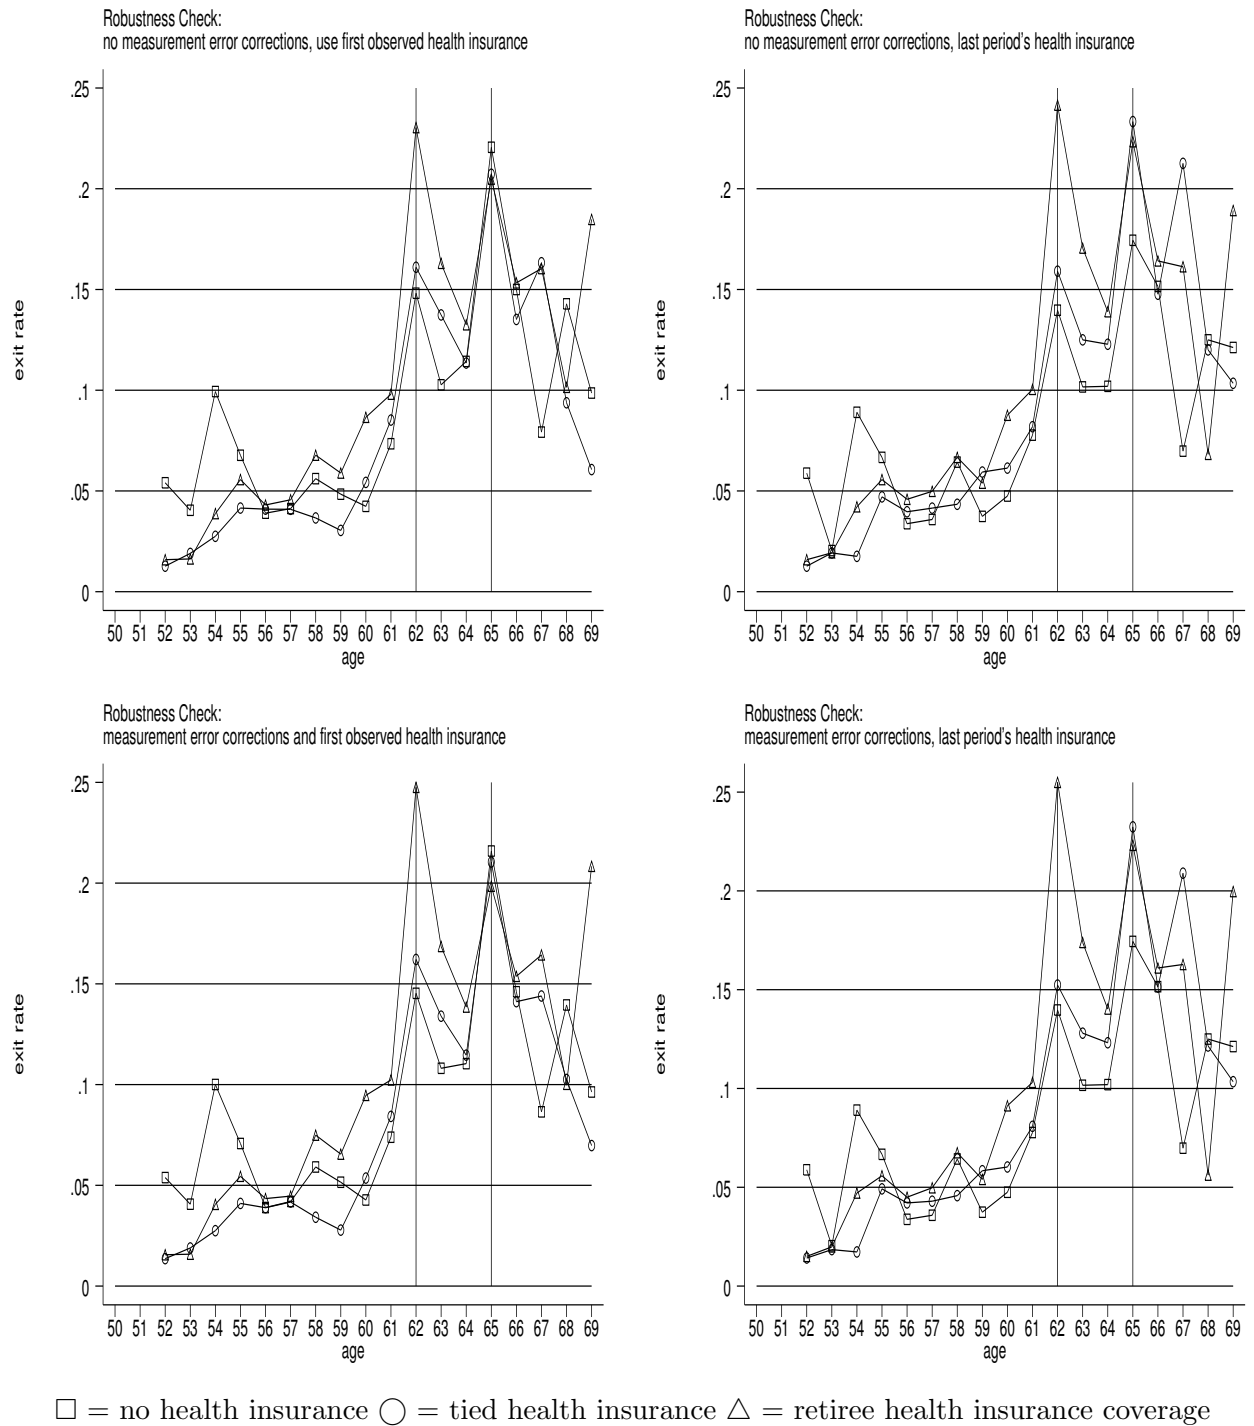 Robustness Check:
no measurement error corrections, use first observed health insurance
.25
.2
.15
.1
.05
0
exit rate
50 51 52 53 54 55 56 57 58 59 60 61 62 63 64 65 66 67 68 69
age
Robustness Check:
no measurement error corrections, last period's health insurance
.25
.2
.15
.1
.05
0
exit rate
50 51 52 53 54 55 56 57 58 59 60 61 62 63 64 65 66 67 68 69
age
Robustness Check:
measurement error corrections and first observed health insurance
.25
.2
.15
.1
.05
0
exit rate
50 51 52 53 54 55 56 57 58 59 60 61 62 63 64 65 66 67 68 69
age
Robustness Check:
measurement error corrections, last period's health insurance
.25
.2
.15
.1
.05
0
exit rate
50 51 52 53 54 55 56 57 58 59 60 61 62 63 64 65 66 67 68 69
age
□ = no health insurance ○ = tied health insurance △ = retiree health insurance coverage